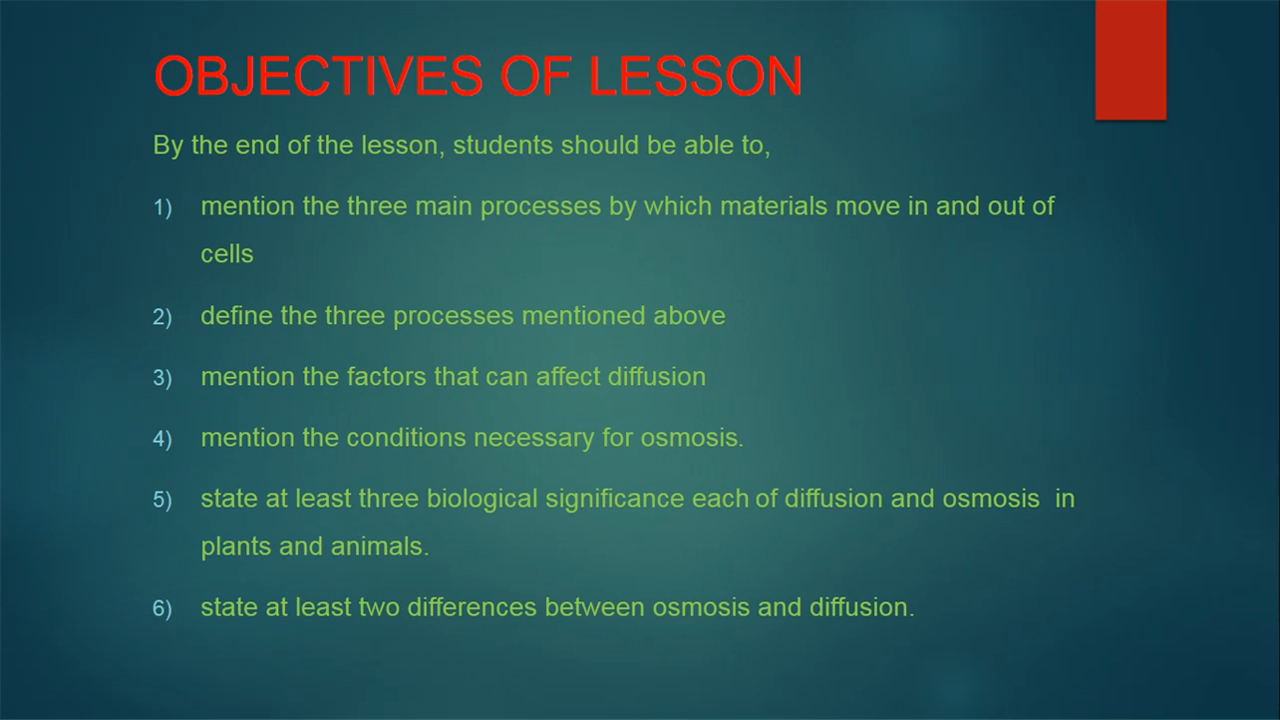 OBJECTIVES OF LESSON
By the end of the lesson, students should be able to,
1) mention the three main processes by which materials move in and out of
cells
2) define the three processes mentioned above
3) mention the factors that can affect diffusion
4) mention the conditions necessary for osmosis.
5) state at least three biological significance each of diffusion and osmosis  in
plants and animals.
6) state at least two differences between osmosis and diffusion.